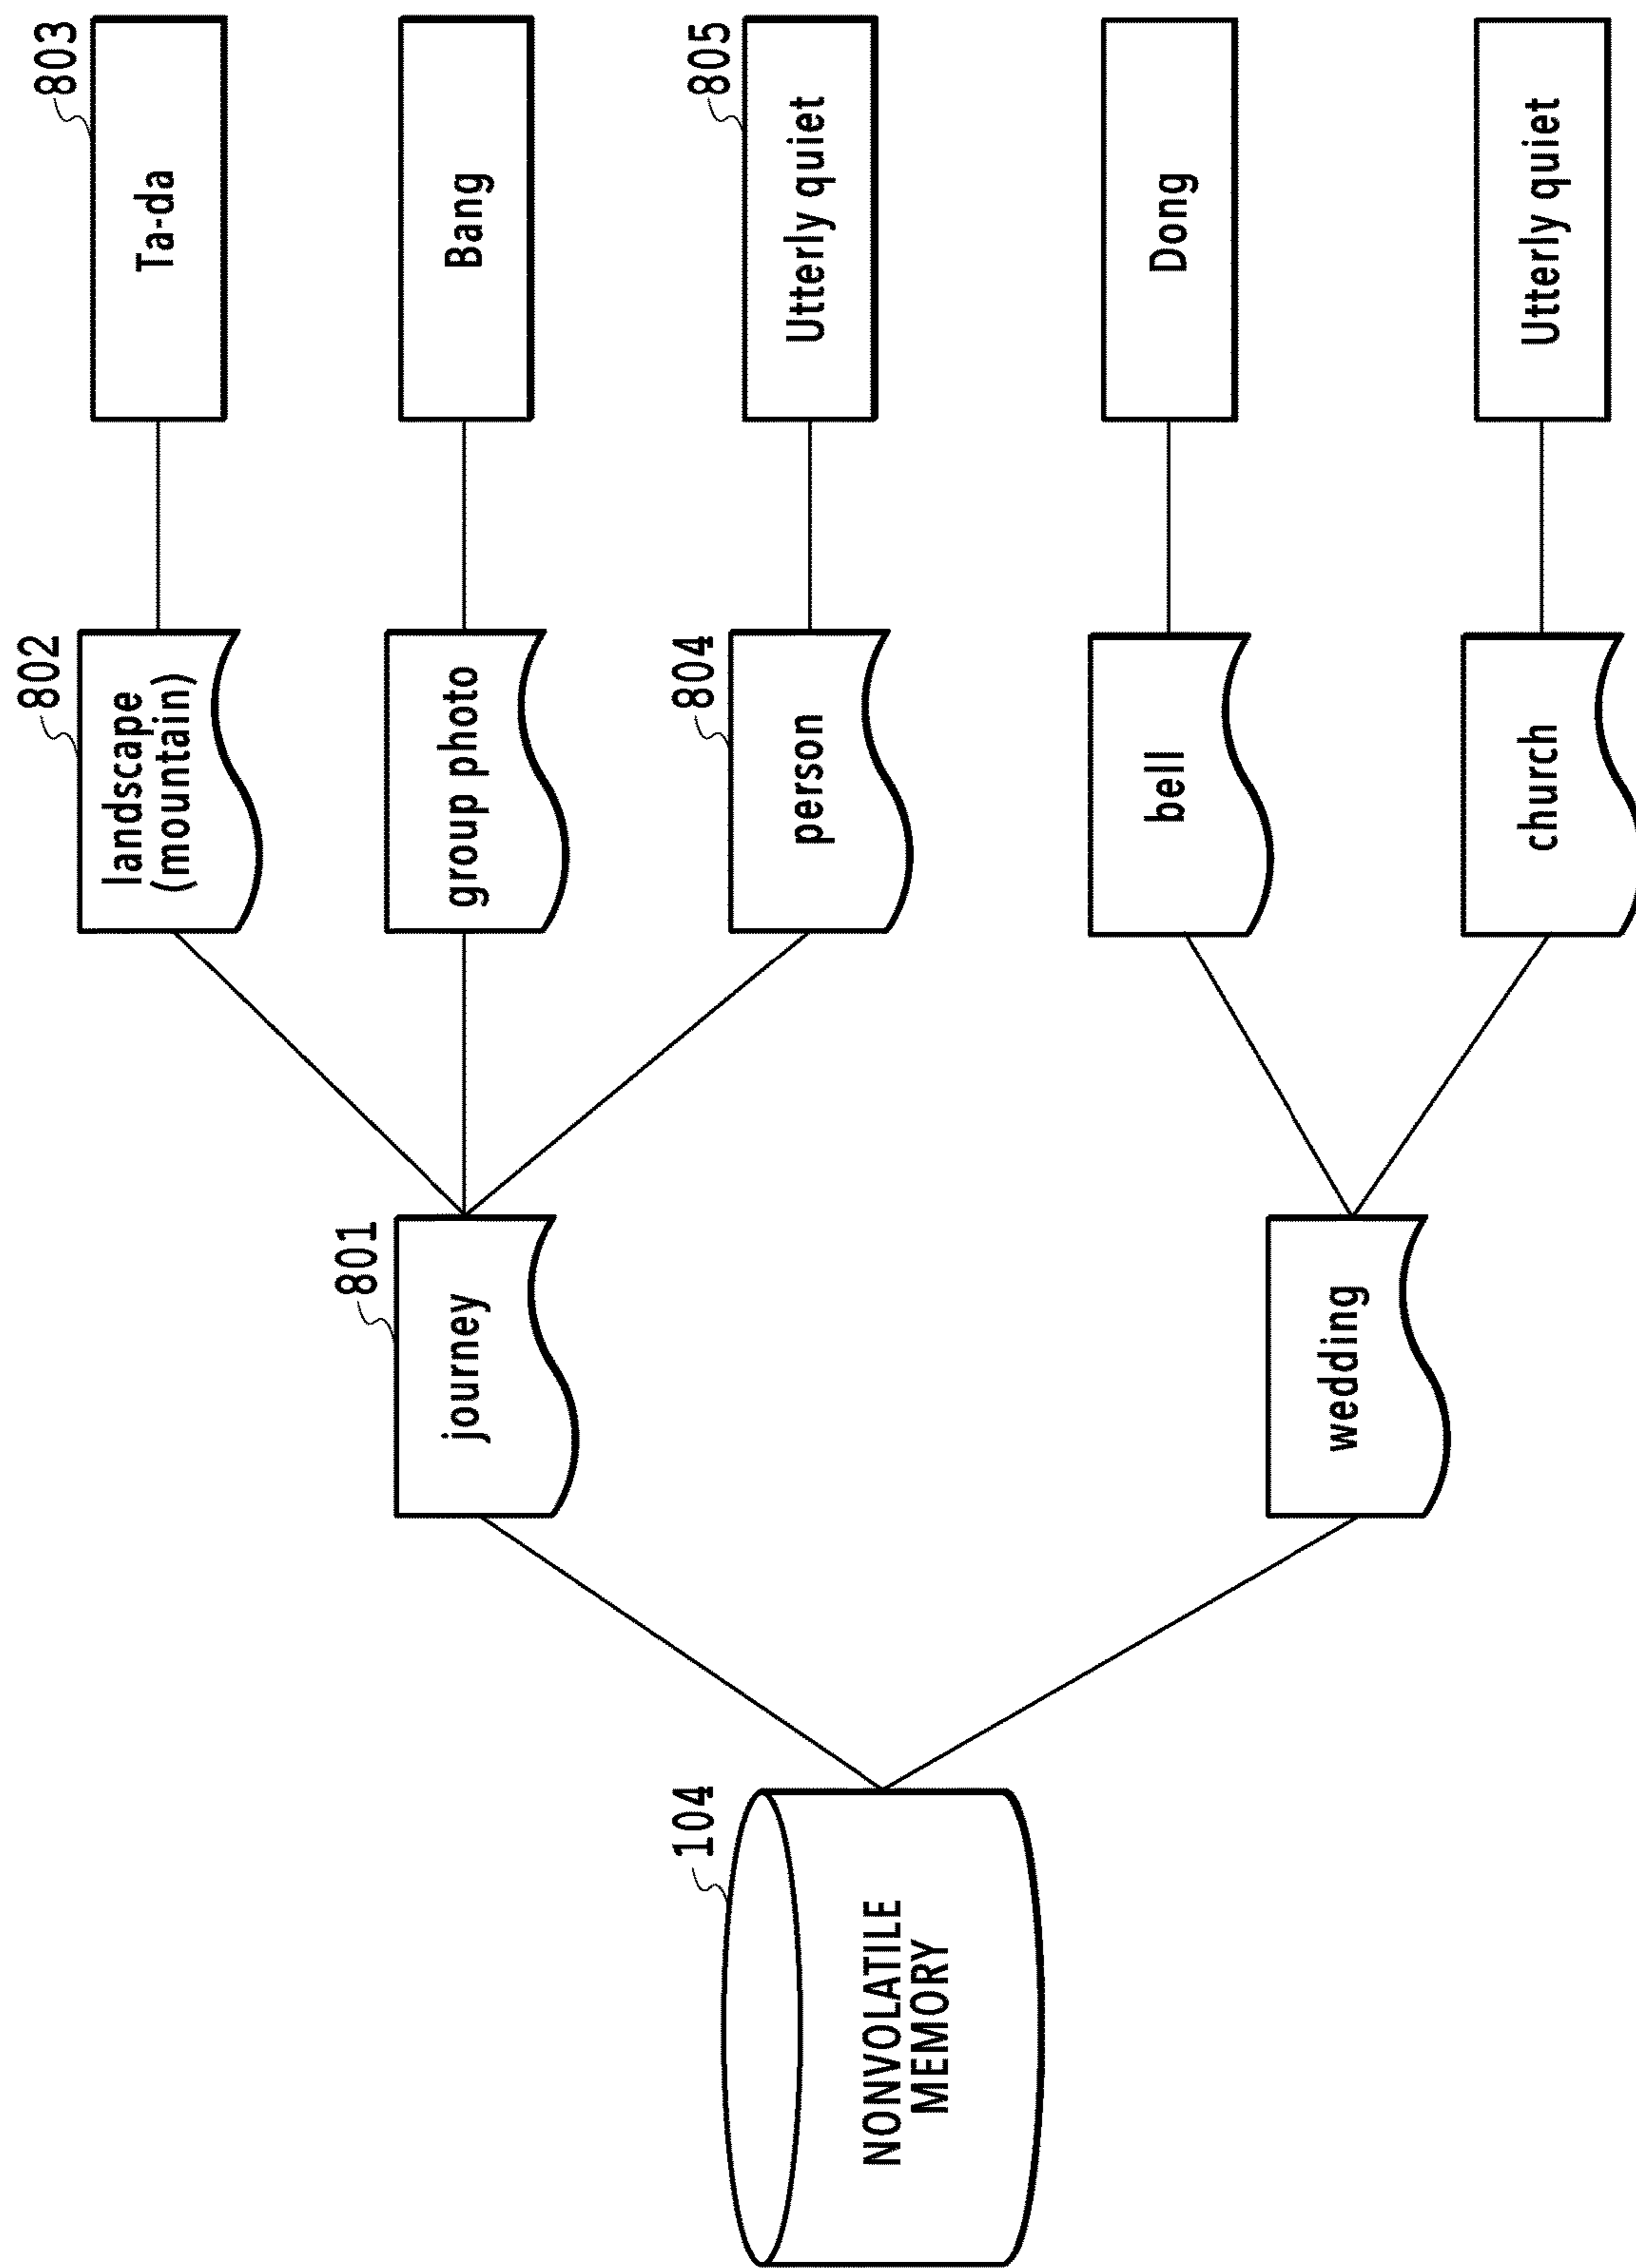 104
NONVOLATILE
MEMORY
801
journey
wedding
802
landscape
(mountain)
group photo
804
person
bell
church
803
Ta-da
Bang
805
Utterly quiet
Dong
Utterly quiet